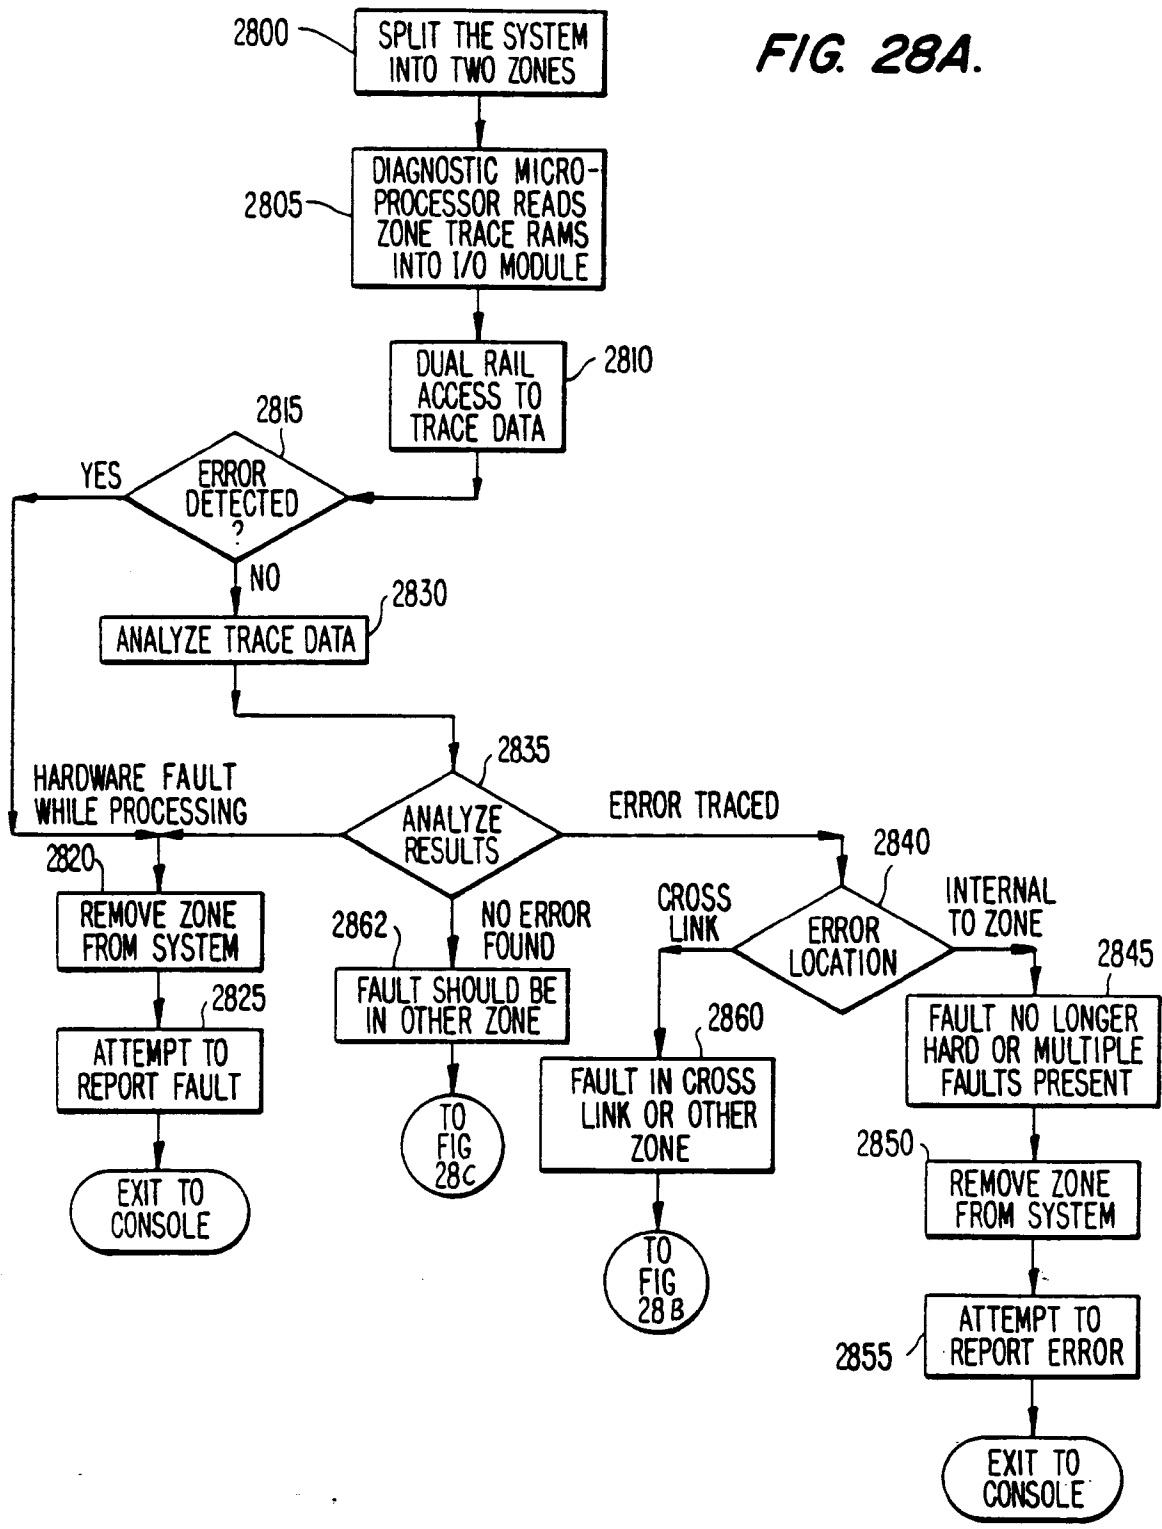 FIG. 28A.
2800
SPLIT THE SYSTEM
INTO TWO ZONES
2805
DIAGNOSTIC MICRO-
PROCESSOR READS
ZONE TRACE RAMS
INTO I/O MODULE
2810
DUAL RAIL
ACCESS TO
TRACE DATA
2815
YES
ERROR
DETECTED
?
NO
2830
ANALYZE TRACE DATA
2835
HARDWARE FAULT
WHILE PROCESSING
ANALYZE
RESULTS
ERROR TRACED
2820
REMOVE ZONE
FROM SYSTEM
2825
ATTEMPT TO
REPORT FAULT
EXIT TO
CONSOLE
NO ERROR
FOUND
2862
FAULT SHOULD BE
IN OTHER ZONE
TO
FIG
28C
2840
CROSS
LINK
ERROR
LOCATION
INTERNAL
TO ZONE
2860
FAULT IN CROSS
LINK OR OTHER
ZONE
TO
FIG
28B
2845
FAULT NO LONGER
HARD OR MULTIPLE
FAULTS PRESENT
2850
REMOVE ZONE
FROM SYSTEM
2855
ATTEMPT TO
REPORT ERROR
EXIT TO
CONSOLE